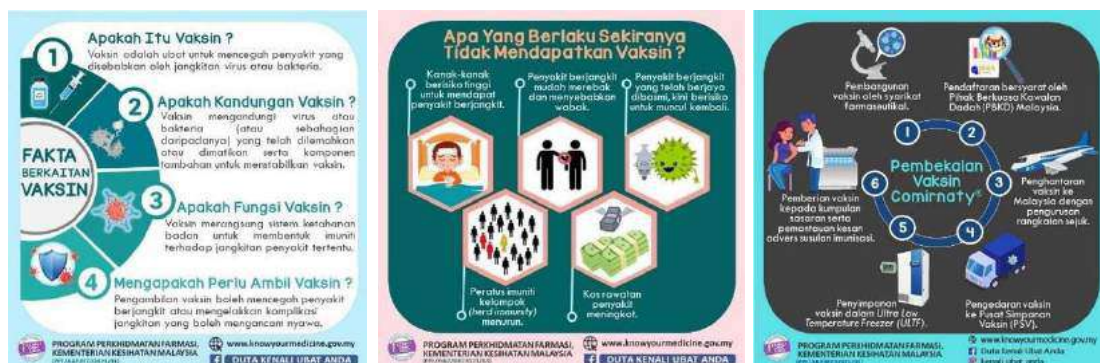 1
Apakah Itu Vaksin ?
Vaksin adalah ubat untuk mencegah penyakit yang
disebabkan oleh jangkitan virus atau bakteria.
2
Apakah Kandungan Vaksin ?
Vaksin mengandungi virus atau
bakteria (atau sebahagian
daripadanya) yang telah dilemahkan
atau dimatikan serta komponen
tambahan untuk menstabilkan vaksin.
FAKTA
BERKAITAN
VAKSIN
3
Apakah Fungsi Vaksin ?
Vaksin merangsang sistem ketahanan
badan untuk membentuk imuniti
terhadap jangkitan penyakit tertentu.
4
Mengapakah Perlu Ambil Vaksin ?
Pengambilan vaksin boleh mencegah penyakit
berjangkit atau mengelakkan komplikasi
jangkitan yang boleh mengancam nyawa.
PROGRAM PERKHIDMATAN FARMASI,
KEMENTERIAN KESIHATAN MALAYSIA
www.knowyourmedicine.gov.my
DUTA KENALI UBAT ANDA
Apa Yang Berlaku Sekiranya
Tidak Mendapatkan Vaksin ?
Kanak-kanak
berisiko tinggi
untuk mendapat
penyakit berjangkit.
Penyakit berjangkit
mudah merebak
dan menyebabkan
wabak.
Penyakit berjangkit
yang telah berjaya
dibasmi, kini berisiko
untuk muncul kembali.
Peratus imuniti
kelompok
(herd immunity)
menurun.
Kos rawatan
penyakit
meningkat.
PROGRAM PERKHIDMATAN FARMASI,
KEMENTERIAN KESIHATAN MALAYSIA
www.knowyourmedicine.gov.my
DUTA KENALI UBAT ANDA
Pembangunan
vaksin oleh syarikat
farmaseutikal.
Pendaftaran bersyarat oleh
Pihak Berkuasa Kawalan
Dadah (PBKD) Malaysia.
1
2
Pembekalan
Vaksin
Comirnaty®
3
Penghantaran
vaksin ke
Malaysia dengan
pengurusan
rangkaian sejuk.
6
Pemberian vaksin
kepada kumpulan
sasaran serta
pemantauan kesan
advers susulan imunisasi.
5
4
Penyimpanan
vaksin dalam Ultra Low
Temperature Freezer (ULTF).
Pengedaran vaksin
ke Pusat Simpanan
Vaksin (PSV).
PROGRAM PERKHIDMATAN FARMASI,
KEMENTERIAN KESIHATAN MALAYSIA
www.knowyourmedicine.gov.my
Duta Kenali Ubat Anda